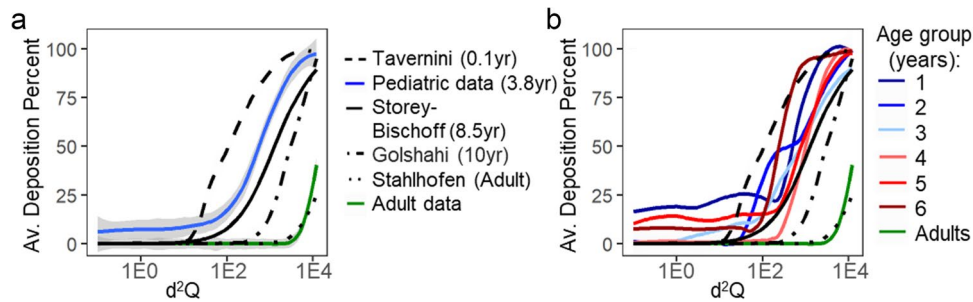 a
Av. Deposition Percent
100
75
50
25
0
1E0
1E2
1E4
d²Q
Tavernini (0.1yr)
Pediatric data (3.8yr)
Storey-
Bischoff (8.5yr)
Golshahi (10yr)
Stahlhofen (Adult)
Adult data
b
Av. Deposition Percent
100
75
50
25
0
1E0
1E2
1E4
d²Q
Age group
(years):
1
2
3
4
5
6
Adults